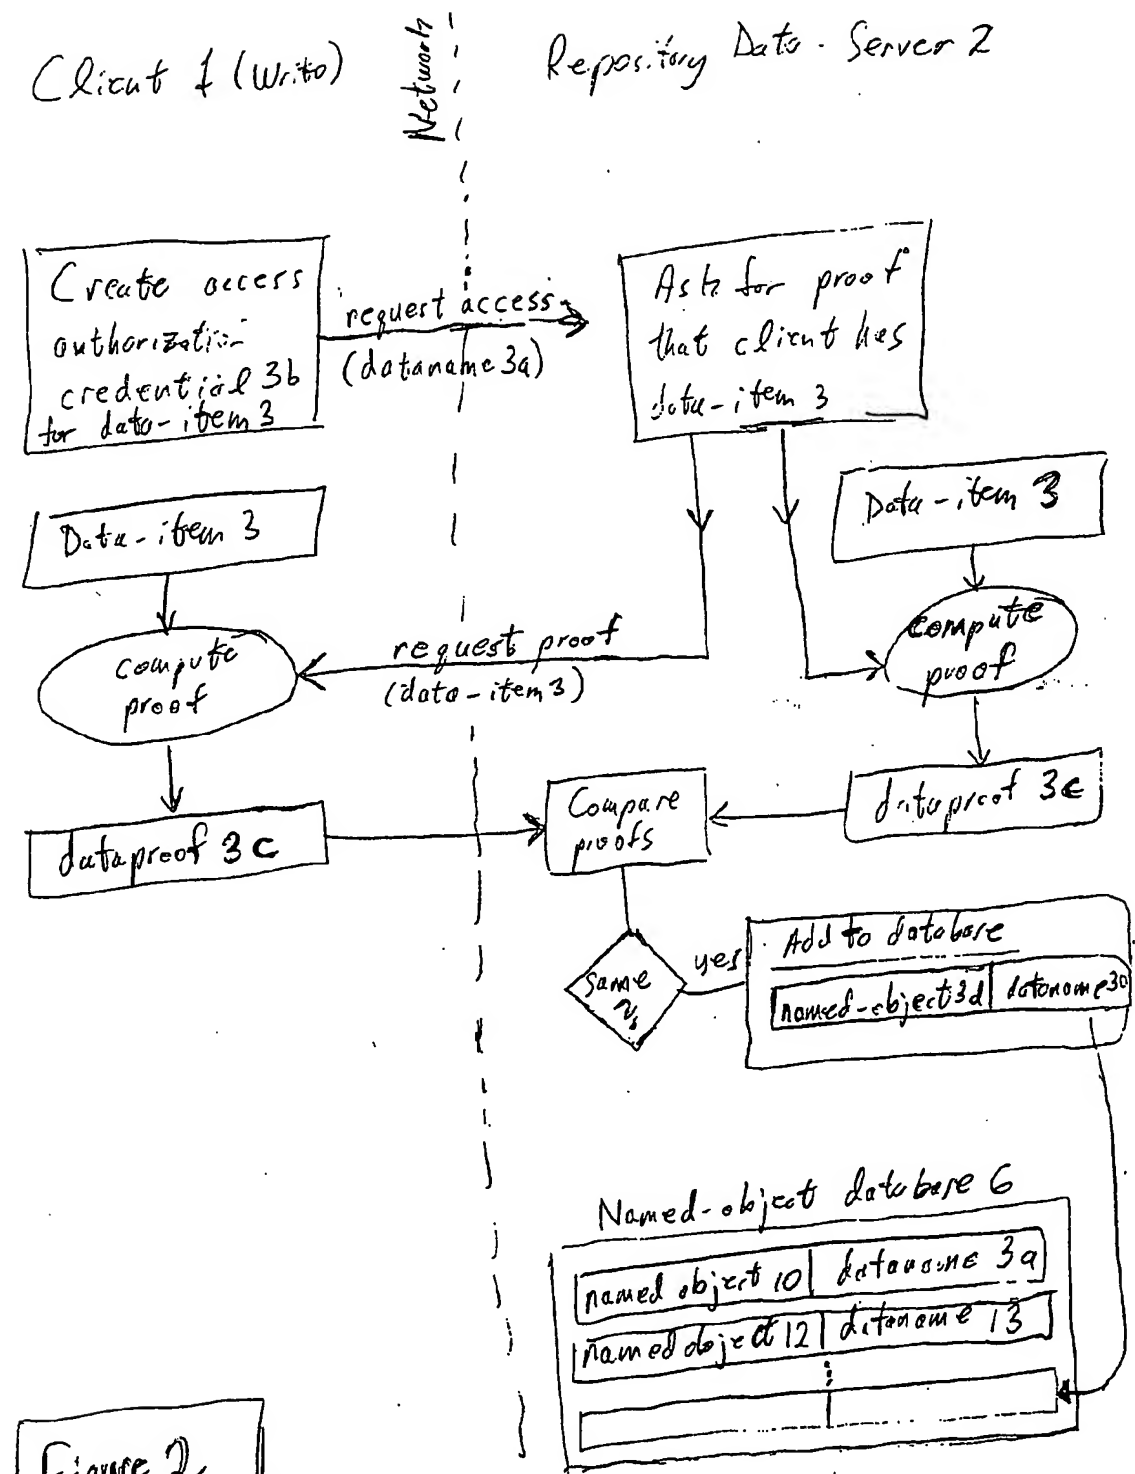 Client 1 (Write)
Network
Repository Data-Server 2
Create access
authorization
credential 3b
for data-item 3
request access
(dataname 3a)
Ask for proof
that client has
data-item 3
Data-item 3
Data-item 3
compute
proof
request proof
(data-item 3)
compute
proof
dataproof 3c
Compare
proofs
dataproof 3c
same
?
yes
Add to database
named-object 3d dataname 3a
Named-object database 6
named object 10 dataname 3a
named object 12 dataname 13
Figure 2